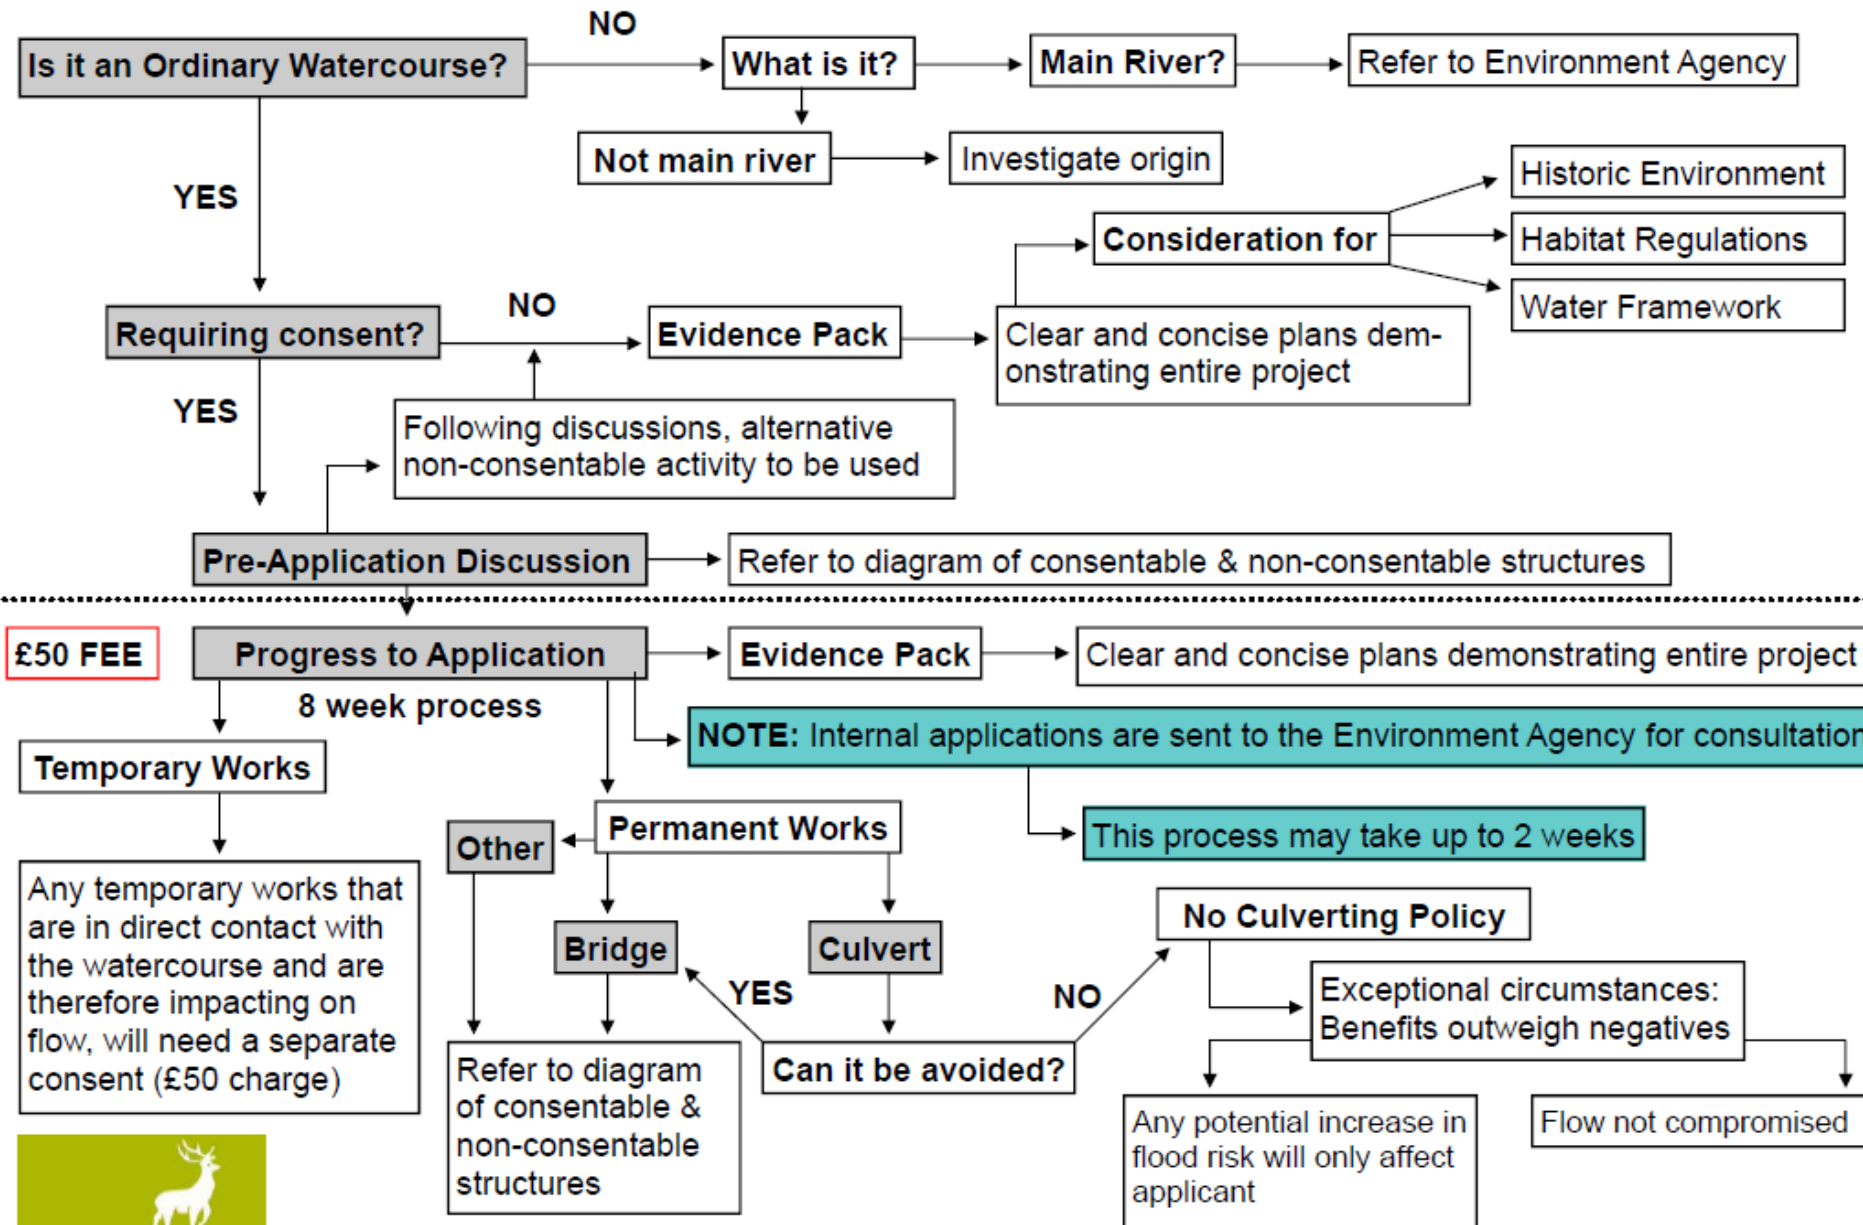 NO
Is it an Ordinary Watercourse?
What is it?
Main River?
Refer to Environment Agency
Not main river
Investigate origin
YES
Historic Environment
Consideration for
Habitat Regulations
Water Framework
NO
Requiring consent?
Evidence Pack
Clear and concise plans dem-
onstrating entire project
YES
Following discussions, alternative
non-consentable activity to be used
Pre-Application Discussion
Refer to diagram of consentable & non-consentable structures
£50 FEE
Progress to Application
Evidence Pack
Clear and concise plans demonstrating entire project
8 week process
NOTE: Internal applications are sent to the Environment Agency for consultation
Temporary Works
This process may take up to 2 weeks
Permanent Works
Other
Any temporary works that
are in direct contact with
the watercourse and are
therefore impacting on
flow, will need a separate
consent (£50 charge)
Bridge
Culvert
No Culverting Policy
YES
NO
Exceptional circumstances:
Benefits outweigh negatives
Can it be avoided?
Refer to diagram
of consentable &
non-consentable
structures
Any potential increase in
flood risk will only affect
applicant
Flow not compromised